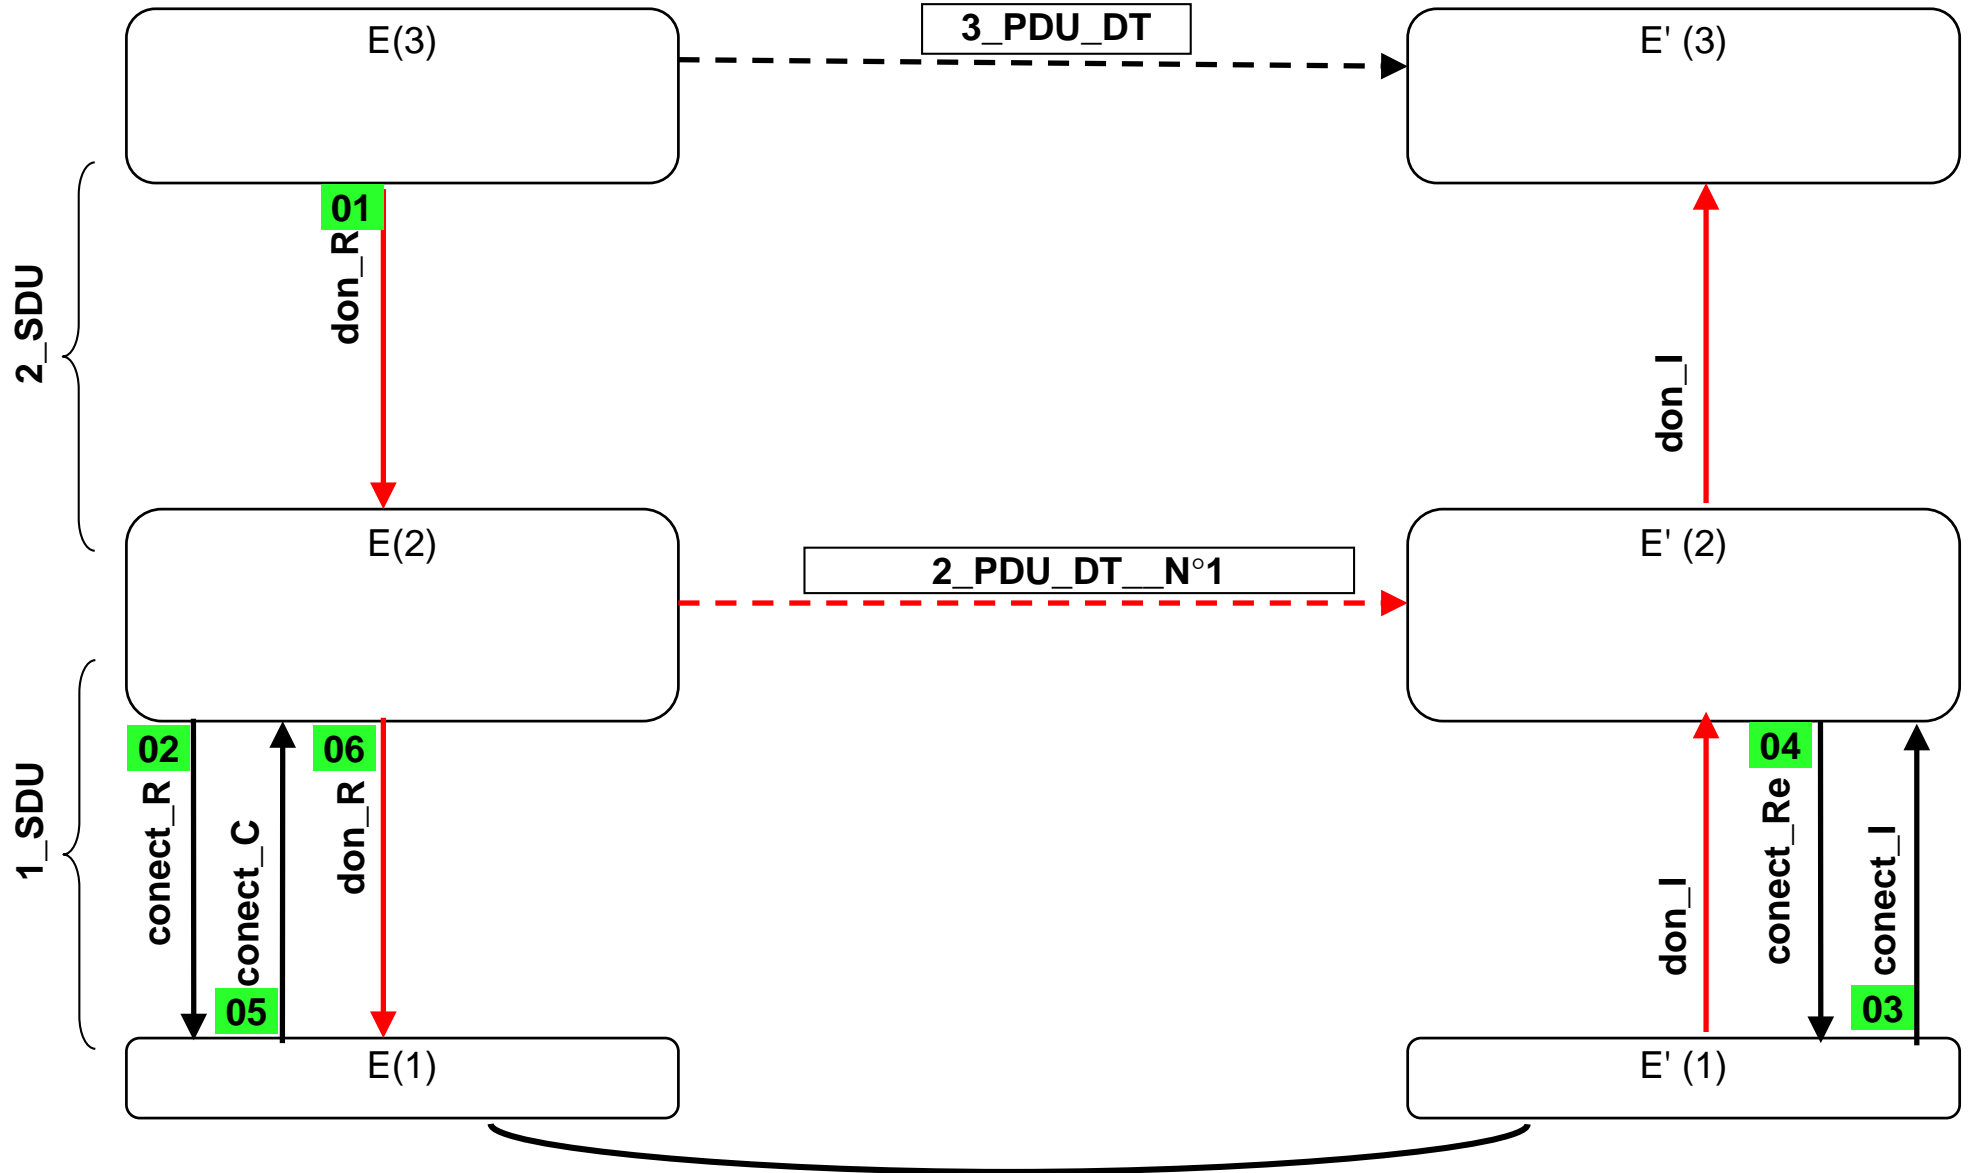 E(3)
3_PDU_DT
E' (3)
01
don_R
2_SDU
don_I
E(2)
2_PDU_DT__N°1
E' (2)
02
06
04
conect_R
conect_C
don_R
1_SDU
don_I
conect_Re
conect_I
05
03
E(1)
E' (1)